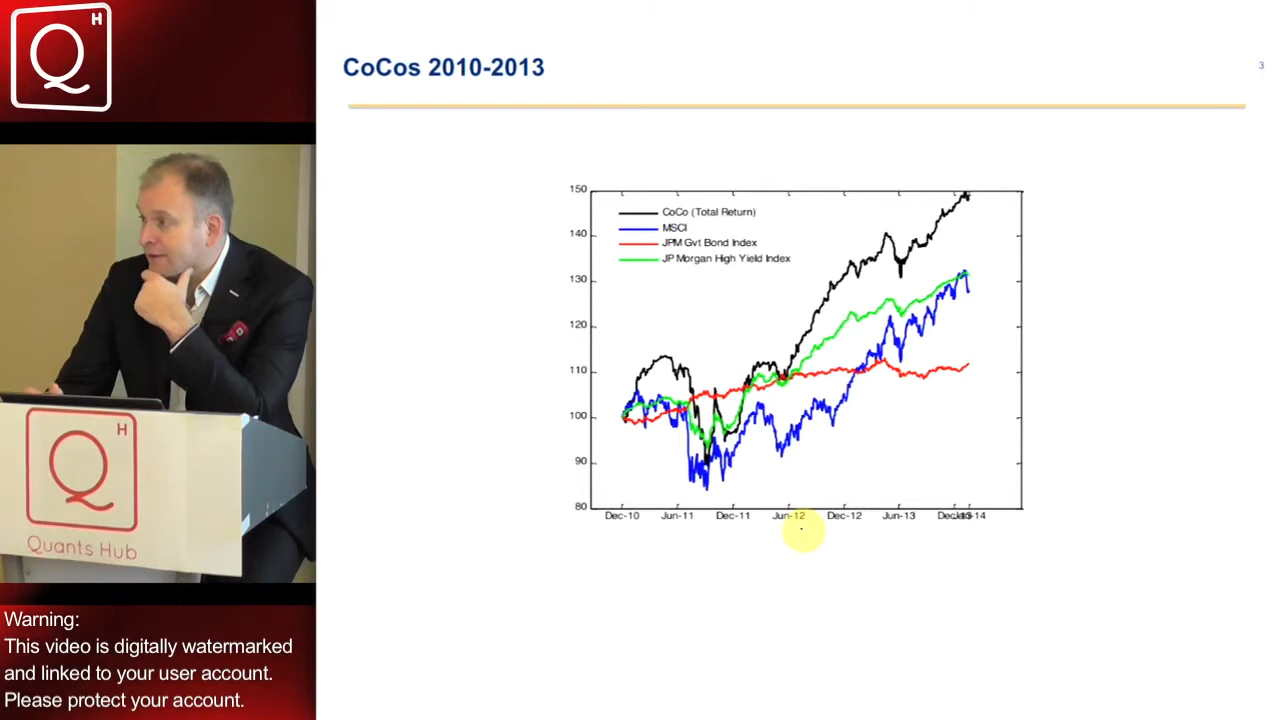 H
Q
CoCos 2010-2013
3
150
140
130
120
110
100
90
80
CoCo (Total Return)
MSCI
JPM Gvt Bond Index
JP Morgan High Yield Index
Dec-10 Jun-11 Dec-11 Jun-12 Dec-12 Jun-13
H
Q
Quants Hub
Warning:
This video is digitally watermarked
and linked to your user account.
Please protect your account.